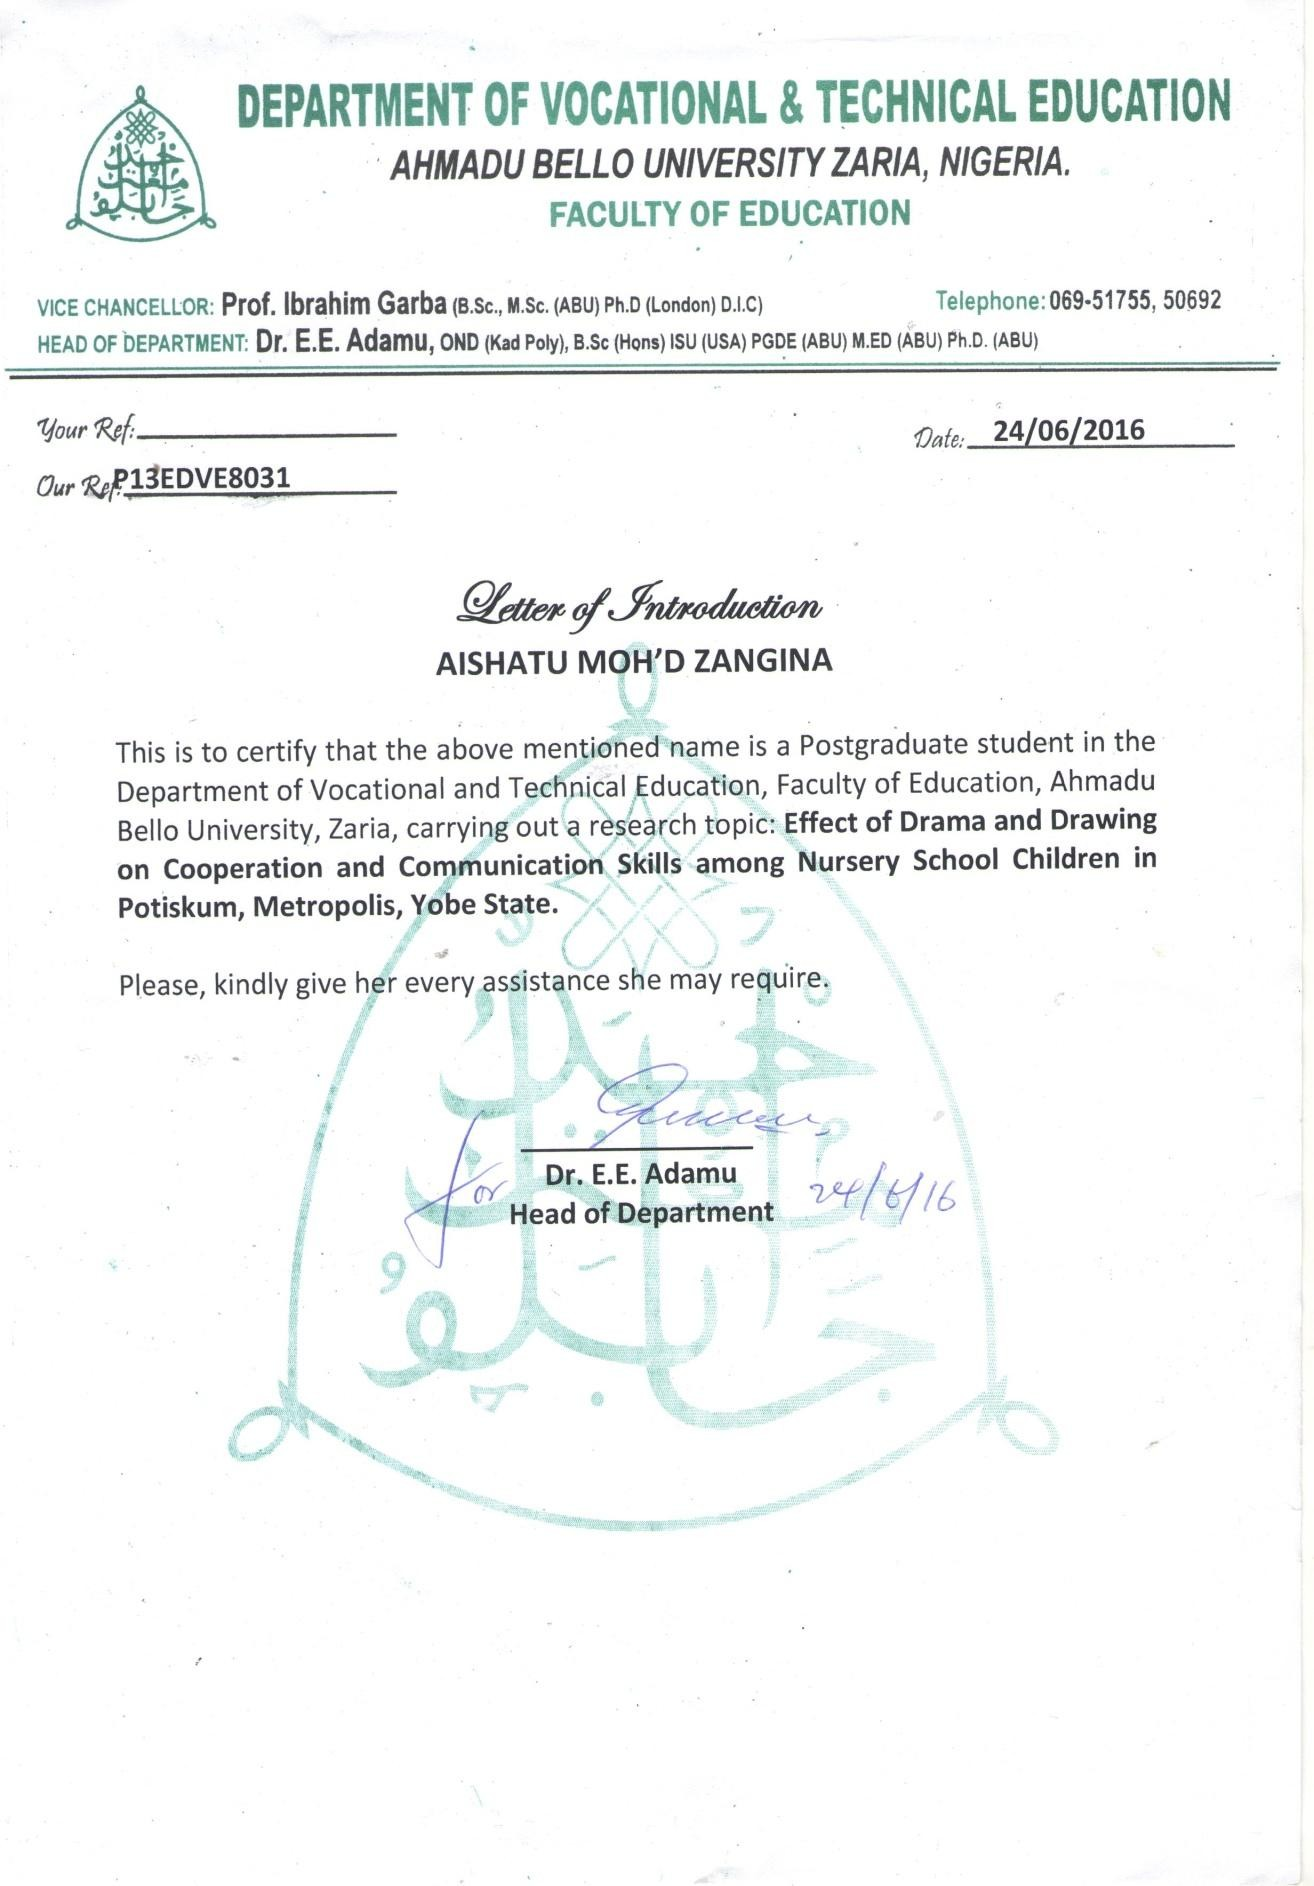 DEPARTMENT OF VOCATIONAL & TECHNICAL EDUCATION
AHMADU BELLO UNIVERSITY ZARIA, NIGERIA.
FACULTY OF EDUCATION
VICE CHANCELLOR: Prof. Ibrahim Garba (B.Sc., M.Sc. (ABU) Ph.D (London) D.I.C) Telephone: 069-51755, 50692
HEAD OF DEPARTMENT: Dr. E.E. Adamu, OND (Kad Poly), B.Sc (Hons) ISU (USA) PGDE (ABU) M.ED (ABU) Ph.D. (ABU)
Your Ref: Date: 24/06/2016
Our Ref: P13EDVE8031
Letter of Introduction
AISHATU MOH'D ZANGINA
This is to certify that the above mentioned name is a Postgraduate student in the
Department of Vocational and Technical Education, Faculty of Education, Ahmadu
Bello University, Zaria, carrying out a research topic: Effect of Drama and Drawing
on Cooperation and Communication Skills among Nursery School Children in
Potiskum, Metropolis, Yobe State.
Please, kindly give her every assistance she may require.
for Dr. E.E. Adamu 24/6/16
Head of Department